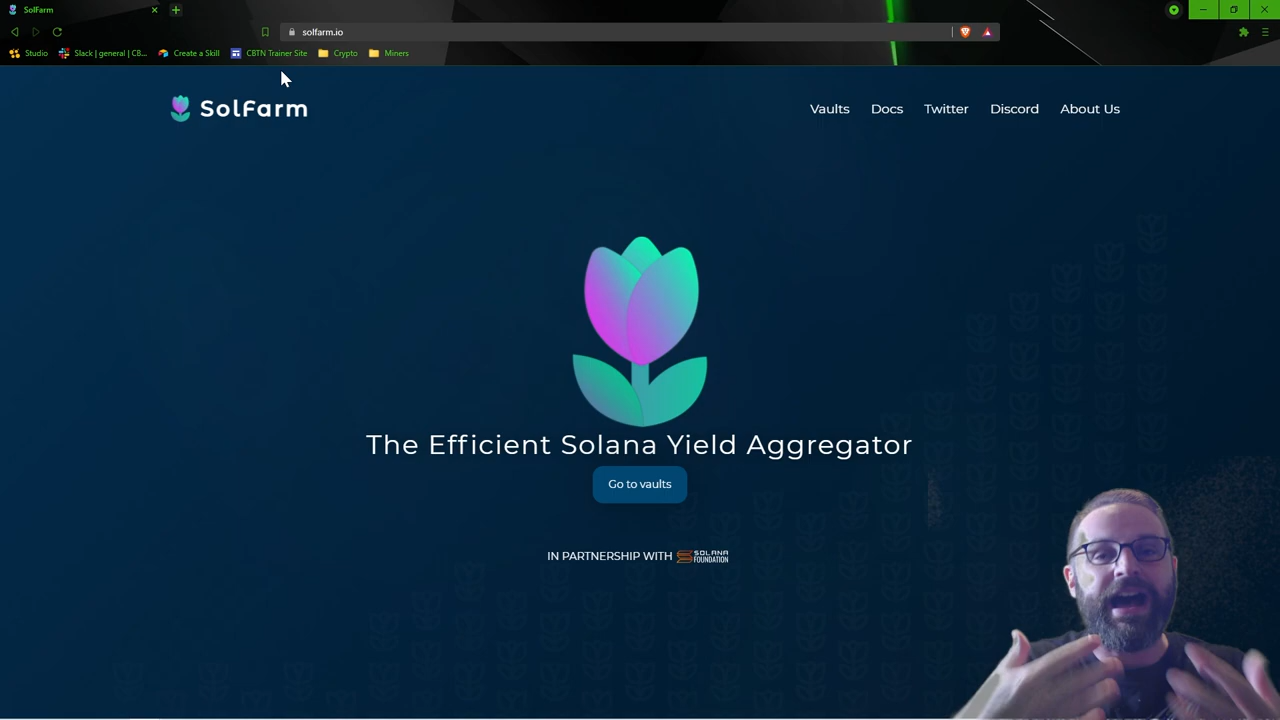 SolFarm
solfarm.io
Studio
Slack | general | CB...
Create a Skill
CBTN Trainer Site
Crypto
Miners
SolFarm
Vaults
Docs
Twitter
Discord
About Us
The Efficient Solana Yield Aggregator
Go to vaults
IN PARTNERSHIP WITH SOLANA FOUNDATION